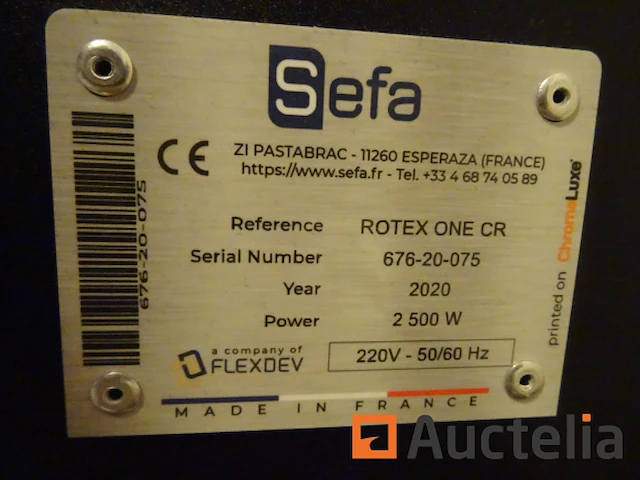 Sefa
CE
ZI PASTABRAC - 11260 ESPERAZA (FRANCE)
https://www.sefa.fr - Tel. +33 4 68 74 05 89
676-20-075
Reference ROTEX ONE CR
Serial Number 676-20-075
Year 2020
Power 2 500 W
220V - 50/60 Hz
a company of
FLEXDEV
MADE IN FRANCE
printed on ChromaLuxe®
Auctelia